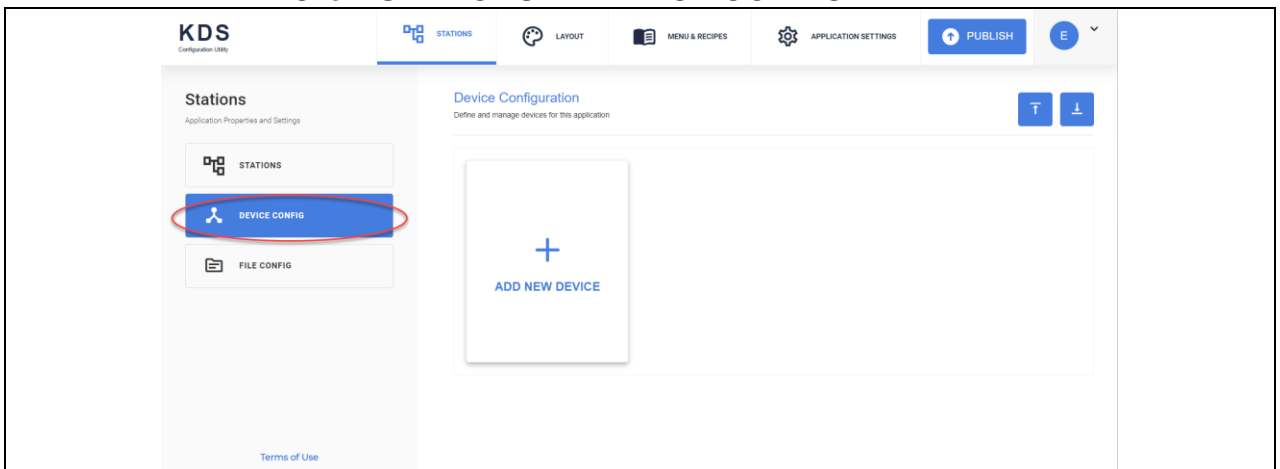 KDS
Configuration Utility
STATIONS
LAYOUT
MENU & RECIPES
APPLICATION SETTINGS
PUBLISH
E
Stations
Application Properties and Settings
STATIONS
DEVICE CONFIG
FILE CONFIG
Terms of Use
Device Configuration
Define and manage devices for this application
ADD NEW DEVICE